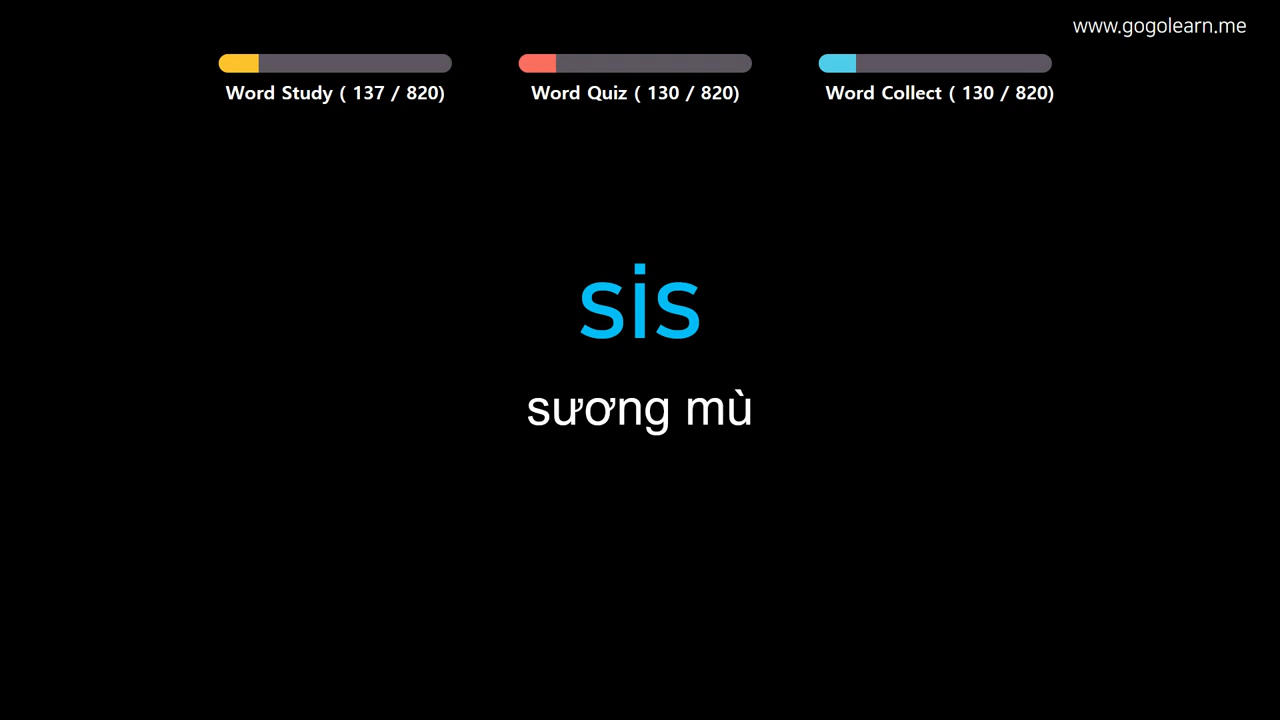 www.gogolearn.me
Word Study ( 137 / 820)
Word Quiz ( 130 / 820)
Word Collect ( 130 / 820)
sis
sương mù